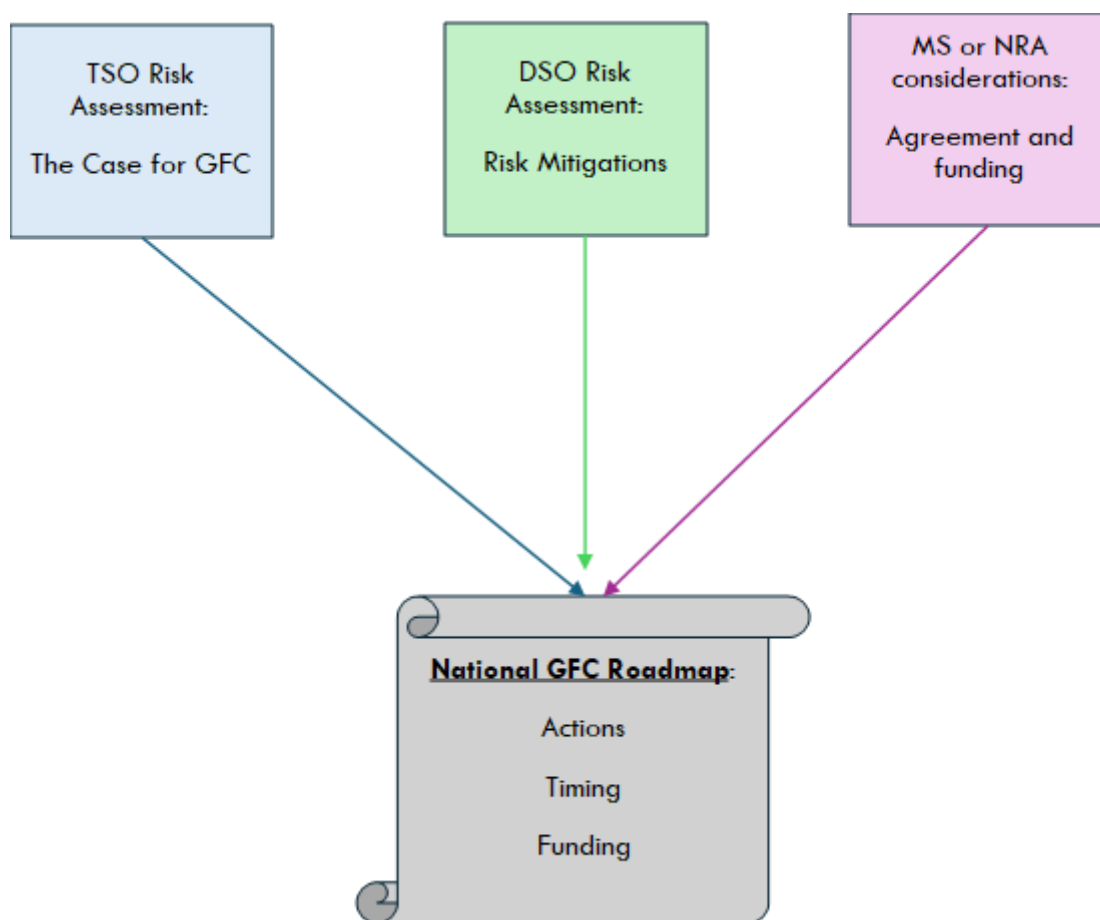 TSO Risk
Assessment:
The Case for GFC
DSO Risk
Assessment:
Risk Mitigations
MS or NRA
considerations:
Agreement and
funding
National GFC Roadmap:
Actions
Timing
Funding